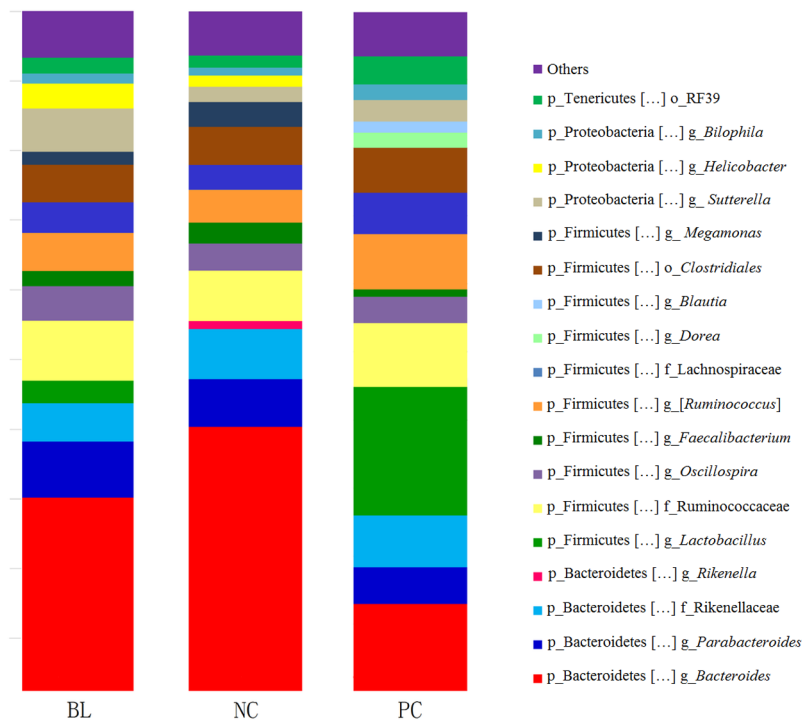 Others
p_Tenericutes [...] o_RF39
p_Proteobacteria [...] g_Bilophila
p_Proteobacteria [...] g_Helicobacter
p_Proteobacteria [...] g_ Sutterella
p_Firmicutes [...] g_ Megamonas
p_Firmicutes [...] o_Clostridiales
p_Firmicutes [...] g_Blautia
p_Firmicutes [...] g_Dorea
p_Firmicutes [...] f_Lachnospiraceae
p_Firmicutes [...] g_[Ruminococcus]
p_Firmicutes [...] g_Faecalibacterium
p_Firmicutes [...] g_Oscillospira
p_Firmicutes [...] f_Ruminococcaceae
p_Firmicutes [...] g_Lactobacillus
p_Bacteroidetes [...] g_Rikenella
p_Bacteroidetes [...] f_Rikenellaceae
p_Bacteroidetes [...] g_Parabacteroides
p_Bacteroidetes [...] g_Bacteroides
BL NC PC